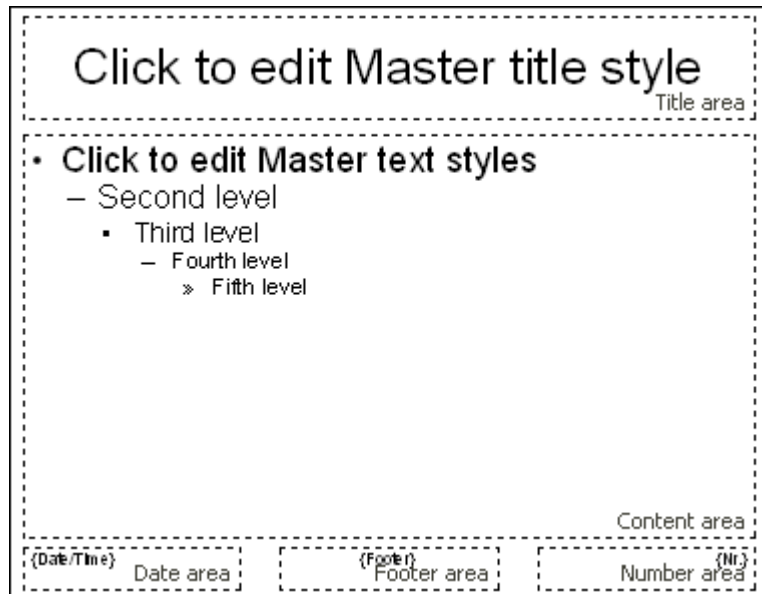 Click to edit Master title style
Title area
• Click to edit Master text styles
– Second level
▪ Third level
– Fourth level
» Fifth level
Content area
{Date/Time}
Date area
{Footer}
Footer area
{Nr.}
Number area